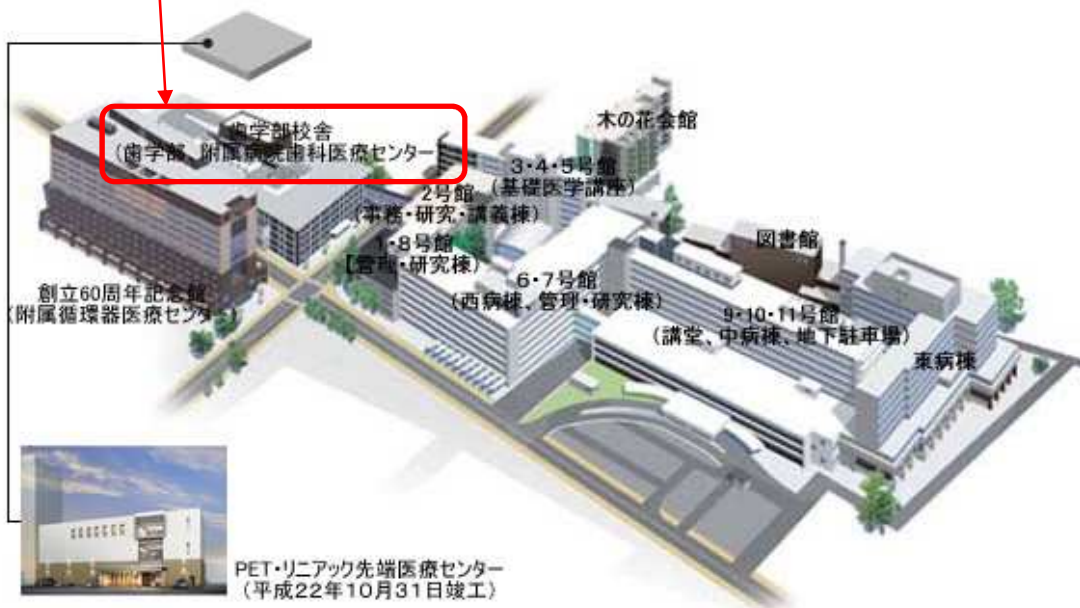 木の花会館
歯学部校舎
(歯学部、附属病院歯科医療センター
3・4・5号館
(基礎医学講座)
2号館
(事務・研究・講義棟)
1・8号館
【管理・研究棟)
図書館
6・7号館
(西病棟、管理・研究棟)
創立60周年記念館
(附属循環器医療センター)
9・10・11号館
(講堂、中病棟、地下駐車場)
東病棟
PET・リニアック先端医療センター
(平成22年10月31日竣工)